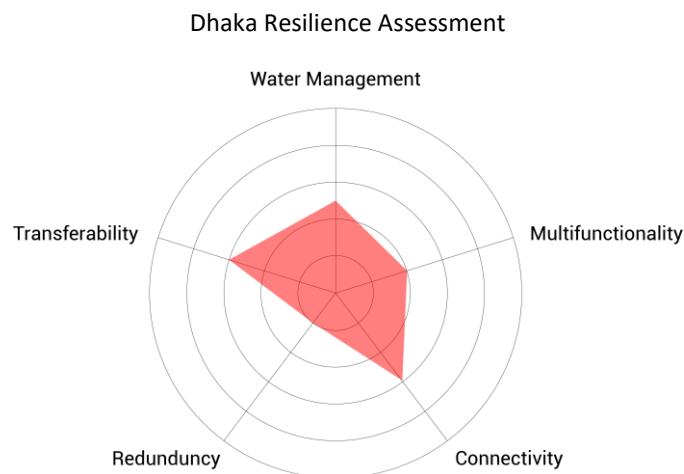 Dhaka Resilience Assessment
Water Management
Transferability
Multifunctionality
Redunduncy
Connectivity